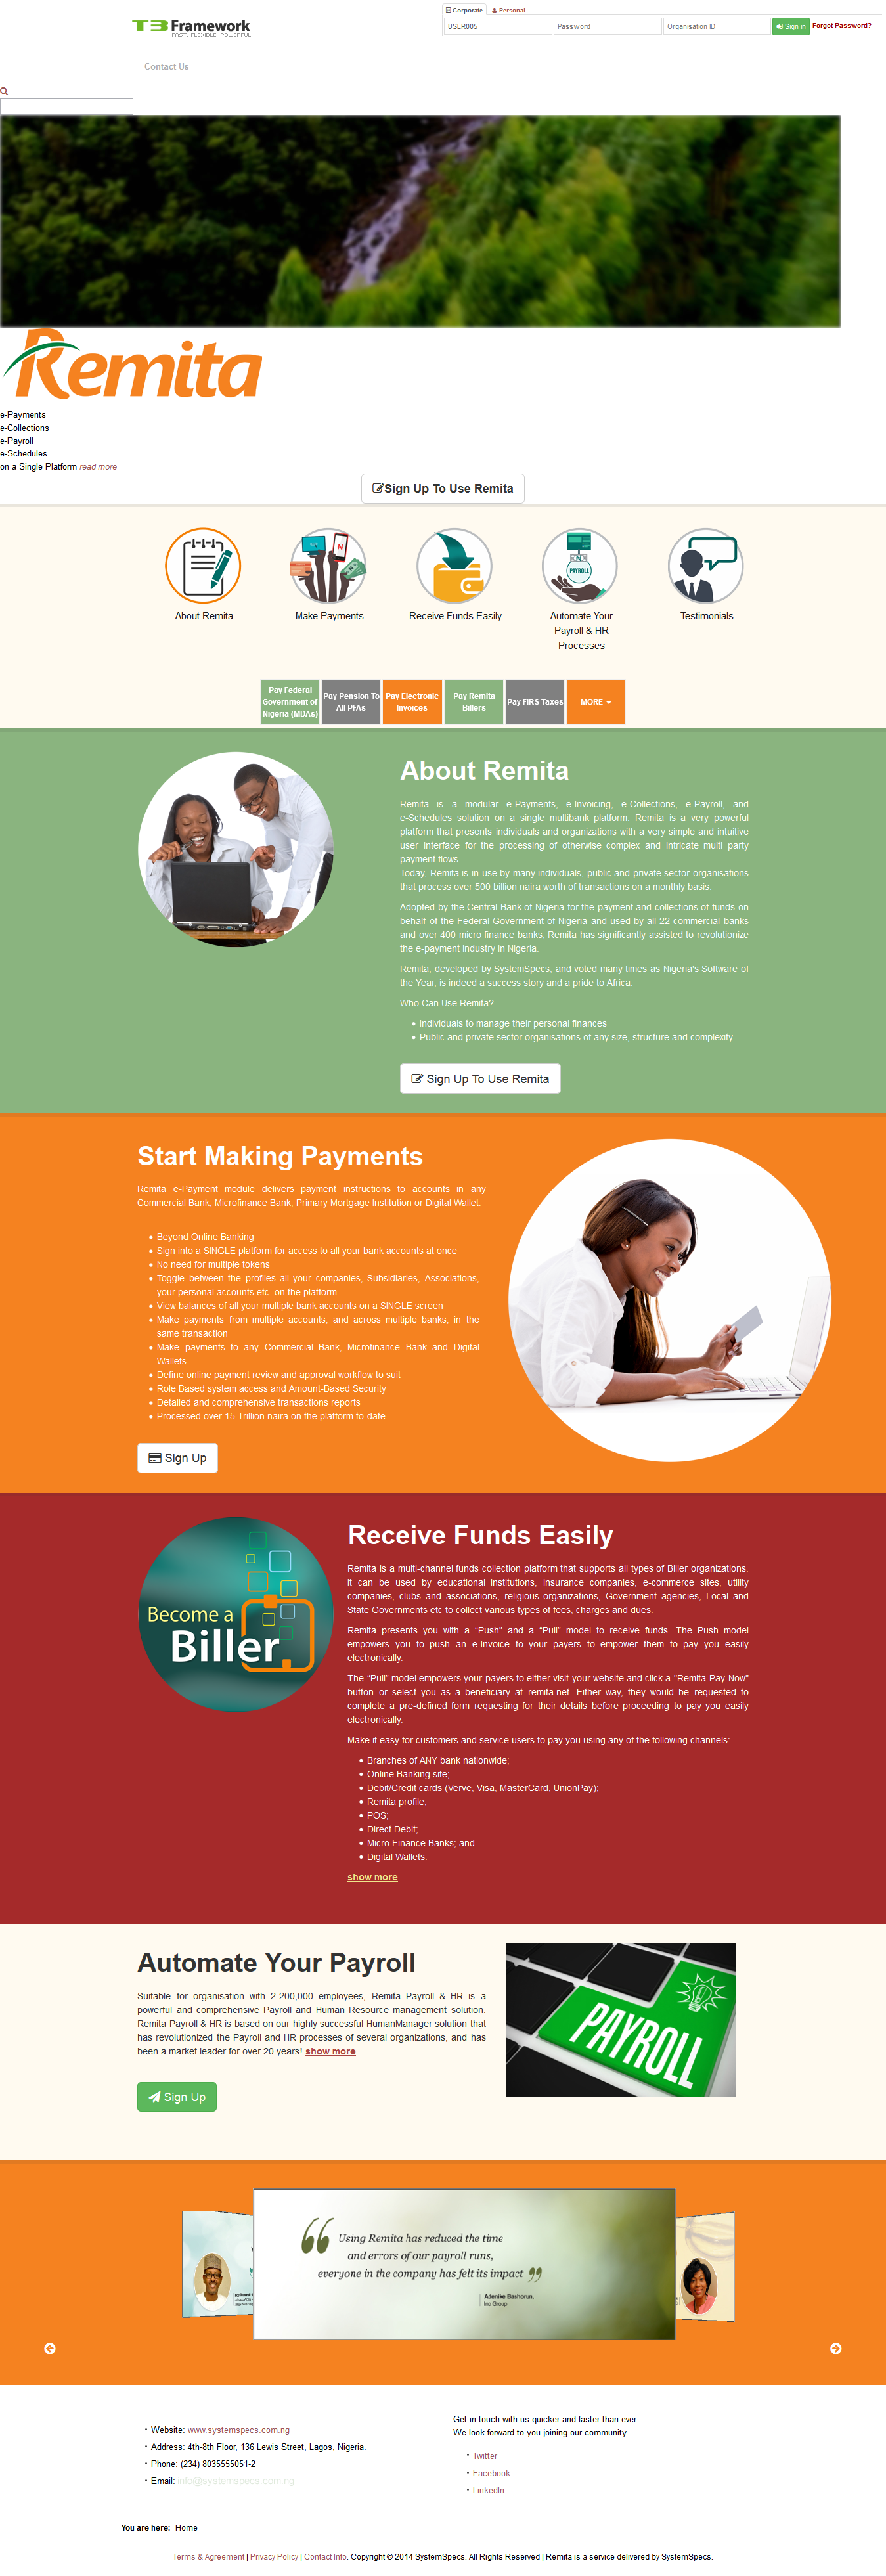 T3 Framework
FAST. FLEXIBLE. POWERFUL.
Corporate
Personal
USER005
Password
Organisation ID
Sign in
Forgot Password?
Contact Us
Remita
e-Payments
e-Collections
e-Payroll
e-Schedules
on a Single Platform read more
Sign Up To Use Remita
N
PAYROLL
About Remita
Make Payments
Receive Funds Easily
Automate Your
Payroll & HR
Processes
Testimonials
Pay Federal
Government of
Nigeria (MDAs)
Pay Pension To
All PFAs
Pay Electronic
Invoices
Pay Remita
Billers
Pay FIRS Taxes
MORE
About Remita
Remita is a modular e-Payments, e-Invoicing, e-Collections, e-Payroll, and
e-Schedules solution on a single multibank platform. Remita is a very powerful
platform that presents individuals and organizations with a very simple and intuitive
user interface for the processing of otherwise complex and intricate multi party
payment flows.
Today, Remita is in use by many individuals, public and private sector organisations
that process over 500 billion naira worth of transactions on a monthly basis.
Adopted by the Central Bank of Nigeria for the payment and collections of funds on
behalf of the Federal Government of Nigeria and used by all 22 commercial banks
and over 400 micro finance banks, Remita has significantly assisted to revolutionize
the e-payment industry in Nigeria.
Remita, developed by SystemSpecs, and voted many times as Nigeria's Software of
the Year, is indeed a success story and a pride to Africa.
Who Can Use Remita?
• Individuals to manage their personal finances
• Public and private sector organisations of any size, structure and complexity.
Sign Up To Use Remita
Start Making Payments
Remita e-Payment module delivers payment instructions to accounts in any
Commercial Bank, Microfinance Bank, Primary Mortgage institution or Digital Wallet.
• Beyond Online Banking
• Sign into a SINGLE platform for access to all your bank accounts at once
• No need for multiple tokens
• Toggle between the profiles all your companies, Subsidiaries, Associations,
your personal accounts etc. on the platform
• View balances of all your multiple bank accounts on a SINGLE screen
• Make payments from multiple accounts, and across multiple banks, in the
same transaction
• Make payments to any Commercial Bank, Microfinance Bank and Digital
Wallets
• Define online payment review and approval workflow to suit
• Role Based system access and Amount-Based Security
• Detailed and comprehensive transactions reports
• Processed over 15 Trillion naira on the platform to-date
Sign Up
Become a
Biller
Receive Funds Easily
Remita is a multi-channel funds collection platform that supports all types of Biller organizations.
It can be used by educational institutions, insurance companies, e-commerce sites, utility
companies, clubs and associations, religious organizations, Government agencies, Local and
State Governments etc to collect various types of fees, charges and dues.
Remita presents you with a “Push” and a “Pull” model to receive funds. The Push model
empowers you to push an e-Invoice to your payers to empower them to pay you easily
electronically.
The “Pull” model empowers your payers to either visit your website and click a "Remita-Pay-Now"
button or select you as a beneficiary at remita.net. Either way, they would be requested to
complete a pre-defined form requesting for their details before proceeding to pay you easily
electronically.
Make it easy for customers and service users to pay you using any of the following channels:
• Branches of ANY bank nationwide;
• Online Banking site;
• Debit/Credit cards (Verve, Visa, MasterCard, UnionPay);
• Remita profile;
• POS;
• Direct Debit;
• Micro Finance Banks; and
• Digital Wallets.
show more
Automate Your Payroll
Suitable for organisation with 2-200,000 employees, Remita Payroll & HR is a
powerful and comprehensive Payroll and Human Resource management solution.
Remita Payroll & HR is based on our highly successful HumanManager solution that
has revolutionized the Payroll and HR processes of several organizations, and has
been a market leader for over 20 years! show more
Sign Up
PAYROLL
“Using Remita has reduced the time
and errors of our payroll runs,
everyone in the company has felt its impact”
Adenike Bashorun,
Ino Group
• Website: www.systemspecs.com.ng
• Address: 4th-8th Floor, 136 Lewis Street, Lagos, Nigeria.
• Phone: (234) 8035555051-2
• Email: info@systemspecs.com.ng
Get in touch with us quicker and faster than ever.
We look forward to you joining our community.
• Twitter
• Facebook
• LinkedIn
You are here: Home
Terms & Agreement | Privacy Policy | Contact Info. Copyright © 2014 SystemSpecs. All Rights Reserved | Remita is a service delivered by SystemSpecs.